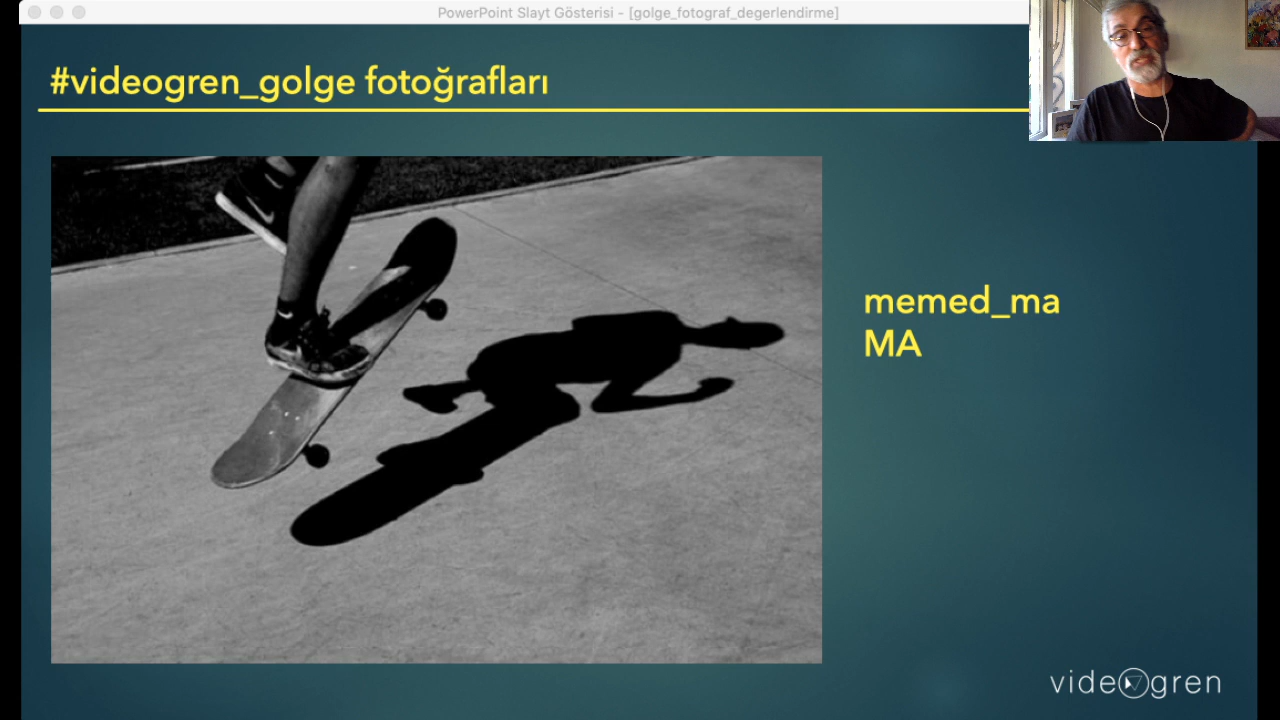 PowerPoint Slayt Gösterisi - [golge_fotograf_degerlendirme]
#videogren_golge fotoğrafları
memed_ma
MA
videogren